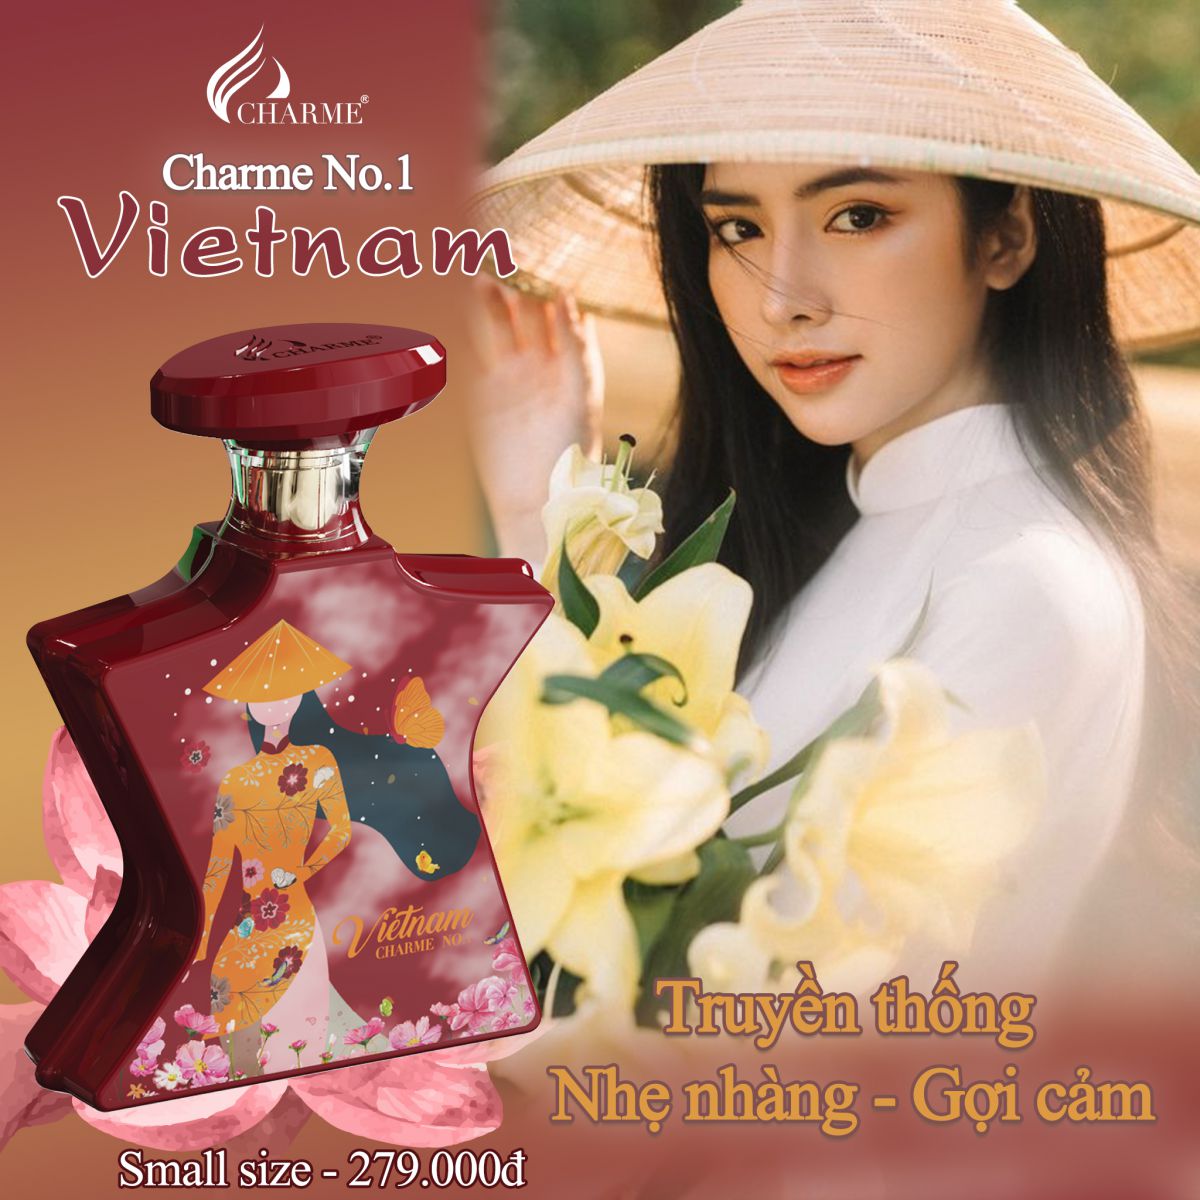 CHARME®
Charme No.1
Vietnam
CHARME®
Vietnam
CHARME NO.1
Truyền thống
Nhẹ nhàng - Gợi cảm
Small size - 279.000đ